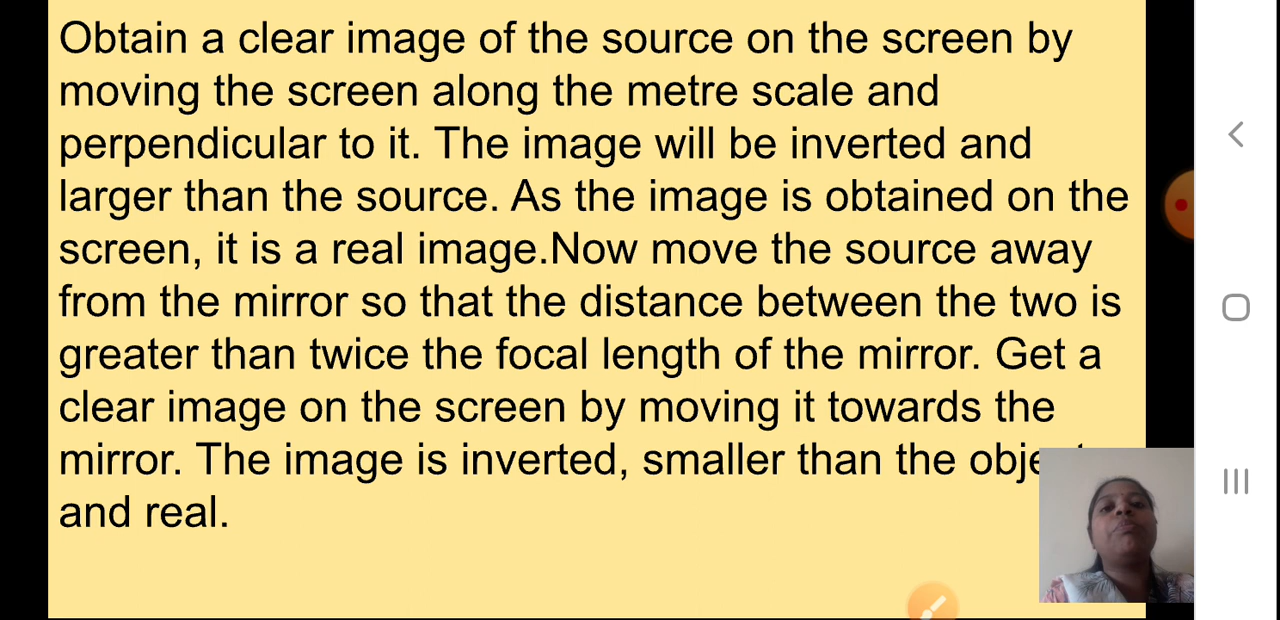 Obtain a clear image of the source on the screen by
moving the screen along the metre scale and
perpendicular to it. The image will be inverted and
larger than the source. As the image is obtained on the
screen, it is a real image.Now move the source away
from the mirror so that the distance between the two is
greater than twice the focal length of the mirror. Get a
clear image on the screen by moving it towards the
mirror. The image is inverted, smaller than the
and real.